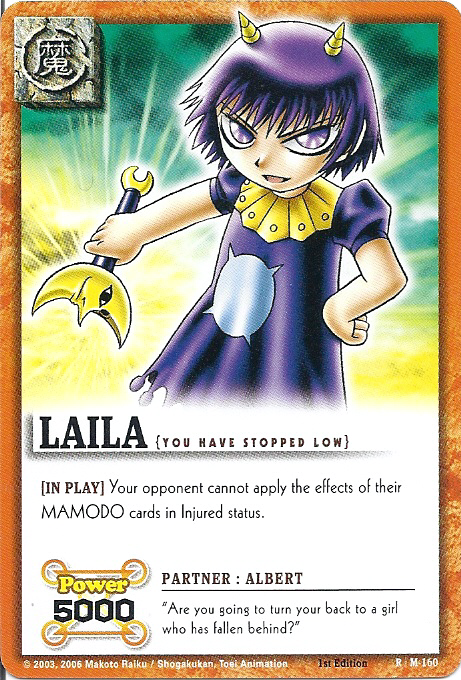 魔
LAILA {YOU HAVE STOPPED LOW}
[IN PLAY] Your opponent cannot apply the effects of their
MAMODO cards in Injured status.
Power
5000
PARTNER : ALBERT
"Are you going to turn your back to a girl
who has fallen behind?"
© 2003, 2006 Makoto Raiku / Shogakukan, Toei Animation 1st Edition R | M-160